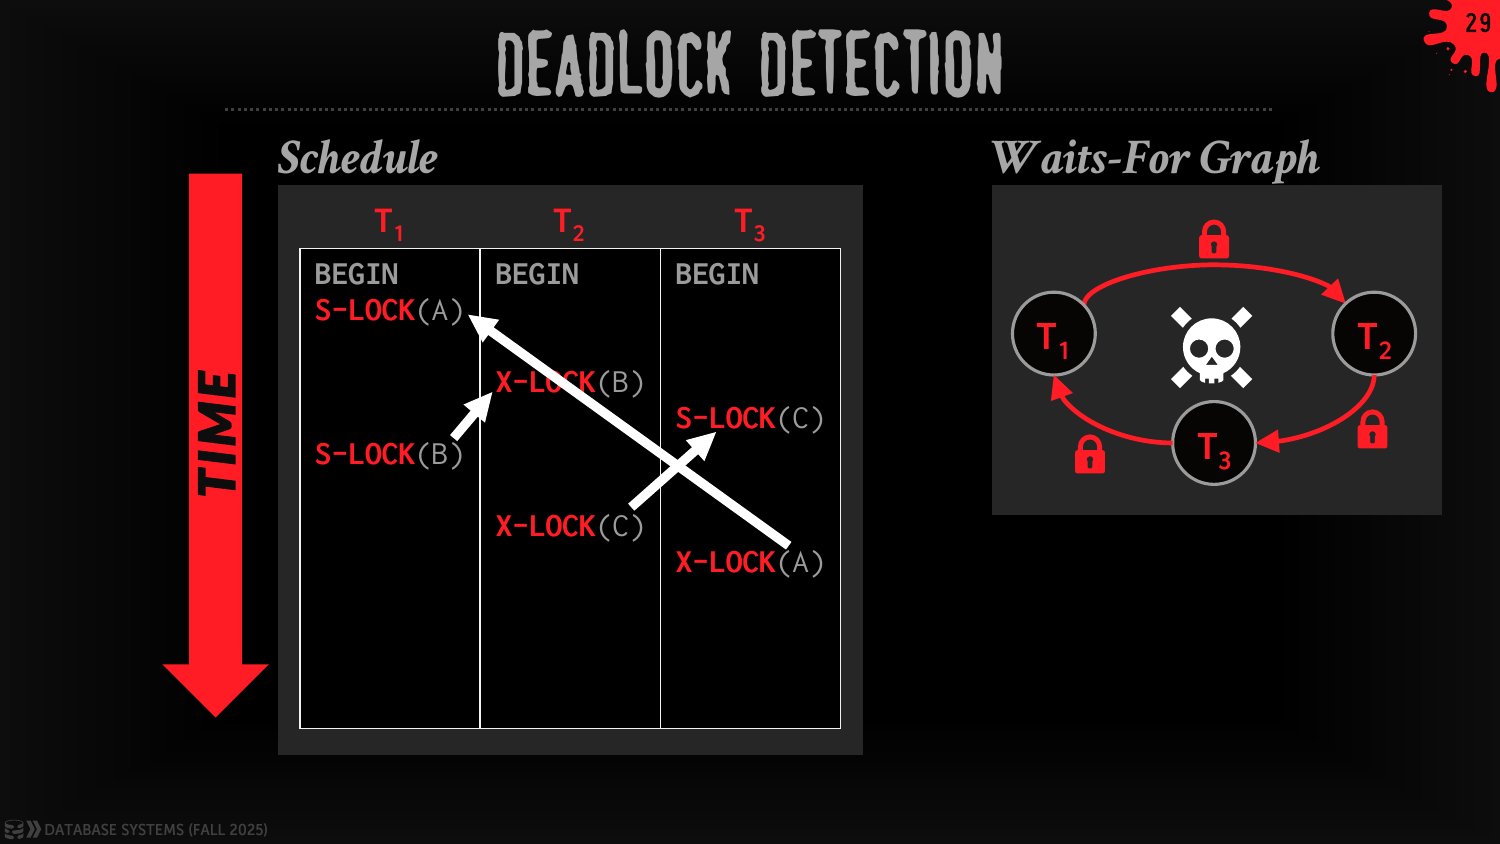 29
DEADLOCK DETECTION
Schedule
Waits-For Graph
TIME
T1 T2 T3
BEGIN BEGIN BEGIN
S-LOCK(A)
X-LOCK(B)
S-LOCK(C)
S-LOCK(B)
X-LOCK(C)
X-LOCK(A)
T1 T2
T3
DATABASE SYSTEMS (FALL 2025)